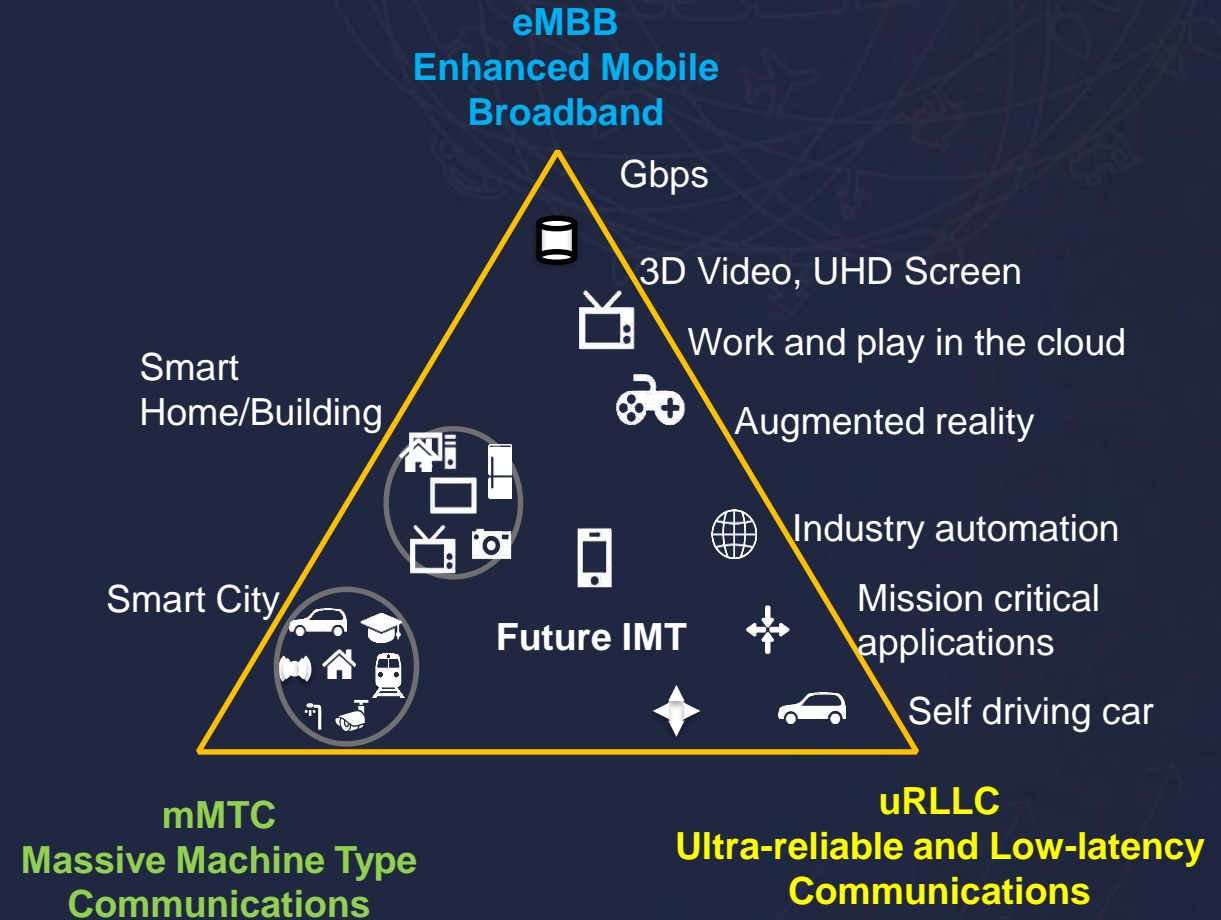 eMBB
Enhanced Mobile
Broadband
Gbps
3D Video, UHD Screen
Work and play in the cloud
Smart
Home/Building
Augmented reality
Industry automation
Smart City
Mission critical
applications
Future IMT
Self driving car
mMTC
Massive Machine Type
Communications
uRLLC
Ultra-reliable and Low-latency
Communications